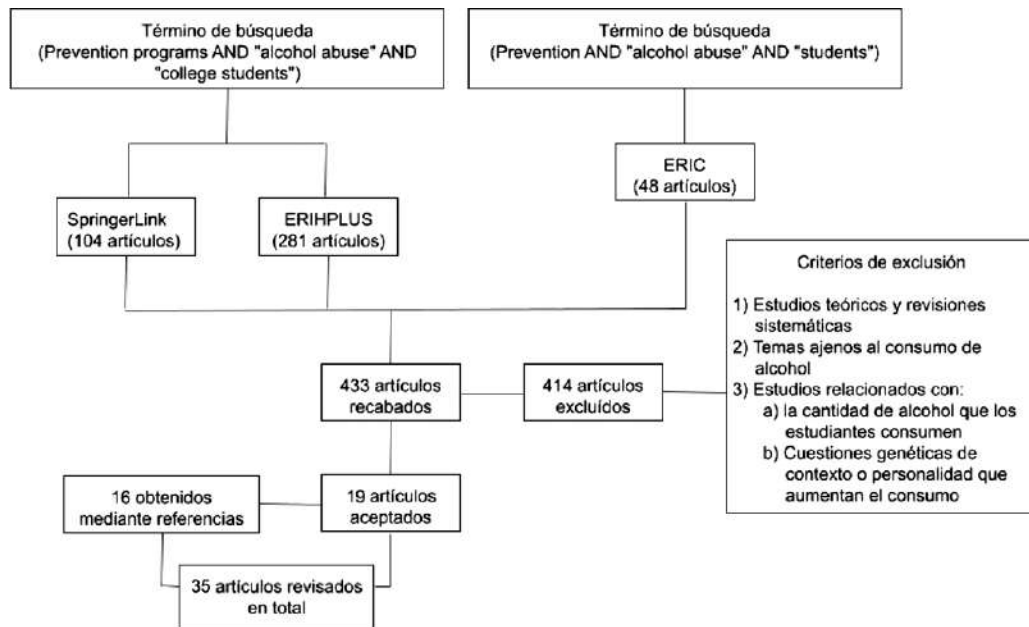 Término de búsqueda
(Prevention programs AND "alcohol abuse" AND
"college students")
Término de búsqueda
(Prevention AND "alcohol abuse" AND "students")
ERIC
(48 artículos)
SpringerLink
(104 artículos)
ERIHPLUS
(281 artículos)
Criterios de exclusión
1) Estudios teóricos y revisiones
sistemáticas
2) Temas ajenos al consumo de
alcohol
3) Estudios relacionados con:
a) la cantidad de alcohol que los
estudiantes consumen
b) Cuestiones genéticas de
contexto o personalidad que
aumentan el consumo
433 artículos
recabados
414 artículos
excluídos
16 obtenidos
mediante referencias
19 artículos
aceptados
35 artículos revisados
en total